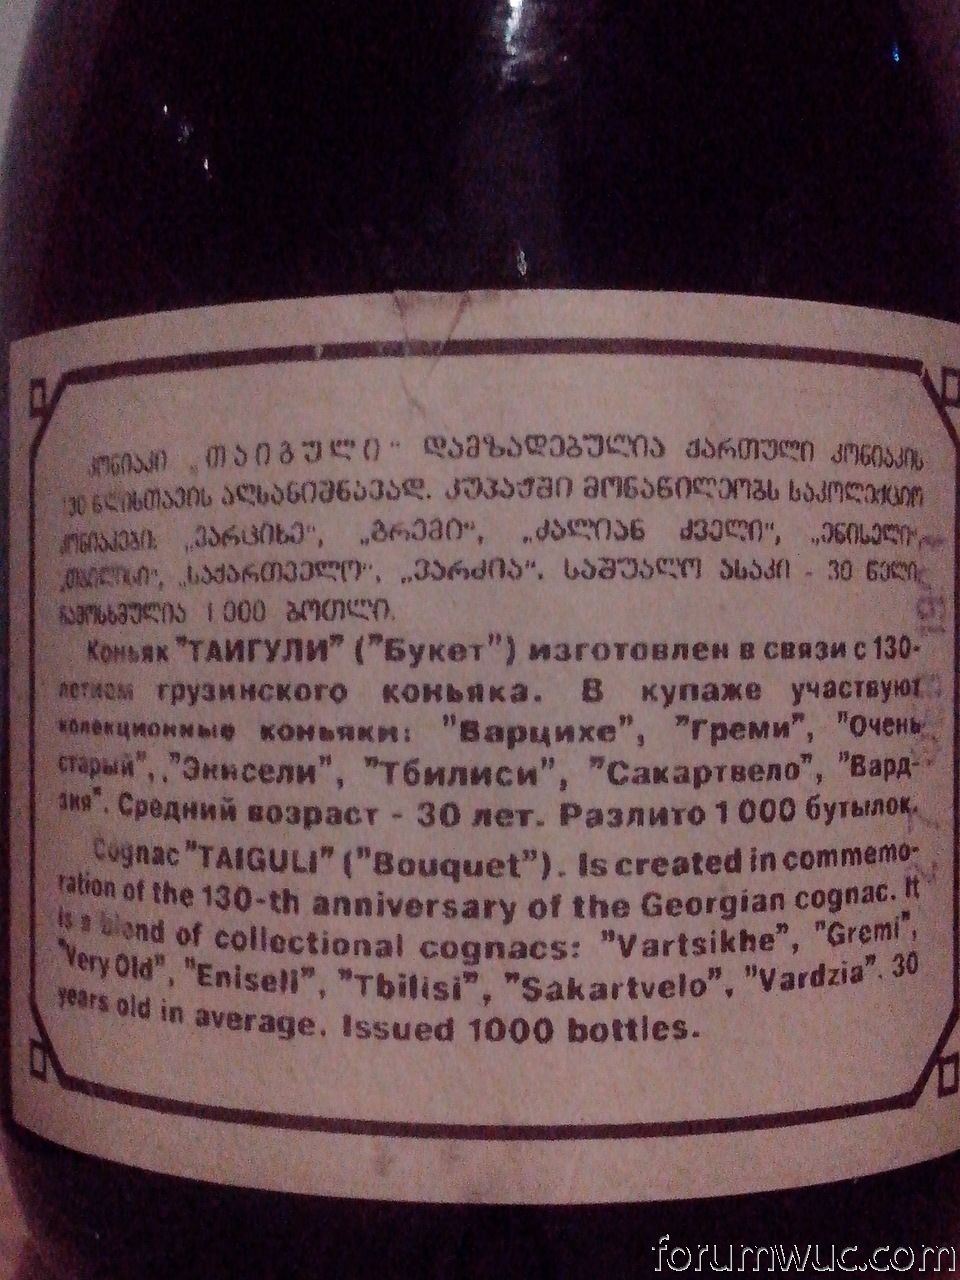 კონიაკი „თაიგული" დამზადებულია ქართული კონიაკის
130 წლისთავის აღსანიშნავად. კუპაჟში მონაწილეობს საკოლექციო
კონიაკები: „ვარციხე", „გრემი", „ძალიან ძველი", „ენისელი",
„თბილისი", „საქართველო", „ვარძია". საშუალო ასაკი - 30 წელი
ჩამოსხმულია 1 000 ბოთლი.
Коньяк "ТАИГУЛИ" ("Букет") изготовлен в связи с 130-
летием грузинского коньяка. В купаже участвуют
колекционные коньяки: "Варцихе", "Греми", "Очень
старый", "Энисели", "Тбилиси", "Сакартвело", "Вард-
зия". Средний возраст - 30 лет. Разлито 1 000 бутылок.
Cognac "TAIGULI" ("Bouquet"). Is created in commemo-
ration of the 130-th anniversary of the Georgian cognac. It
is a blend of collectional cognacs: "Vartsikhe", "Gremi",
"Very Old", "Eniseli", "Tbilisi", "Sakartvelo", "Vardzia". 30
years old in average. Issued 1000 bottles.
forumwuc.com